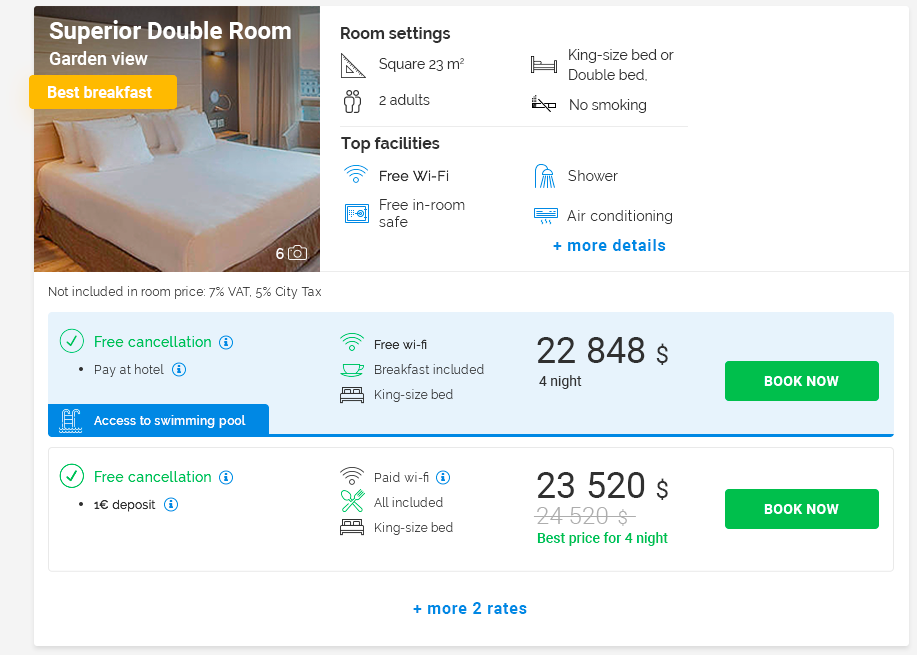 Superior Double Room
Garden view
Best breakfast
6
Room settings
Square 23 m²
King-size bed or
Double bed,
2 adults
No smoking
Top facilities
Free Wi-Fi
Shower
Free in-room
safe
Air conditioning
+ more details
Not included in room price: 7% VAT, 5% City Tax
Free cancellation
• Pay at hotel
Access to swimming pool
Free wi-fi
Breakfast included
King-size bed
22 848 $
4 night
BOOK NOW
Free cancellation
• 1€ deposit
Paid wi-fi
All included
King-size bed
23 520 $
24 520 $
Best price for 4 night
BOOK NOW
+ more 2 rates